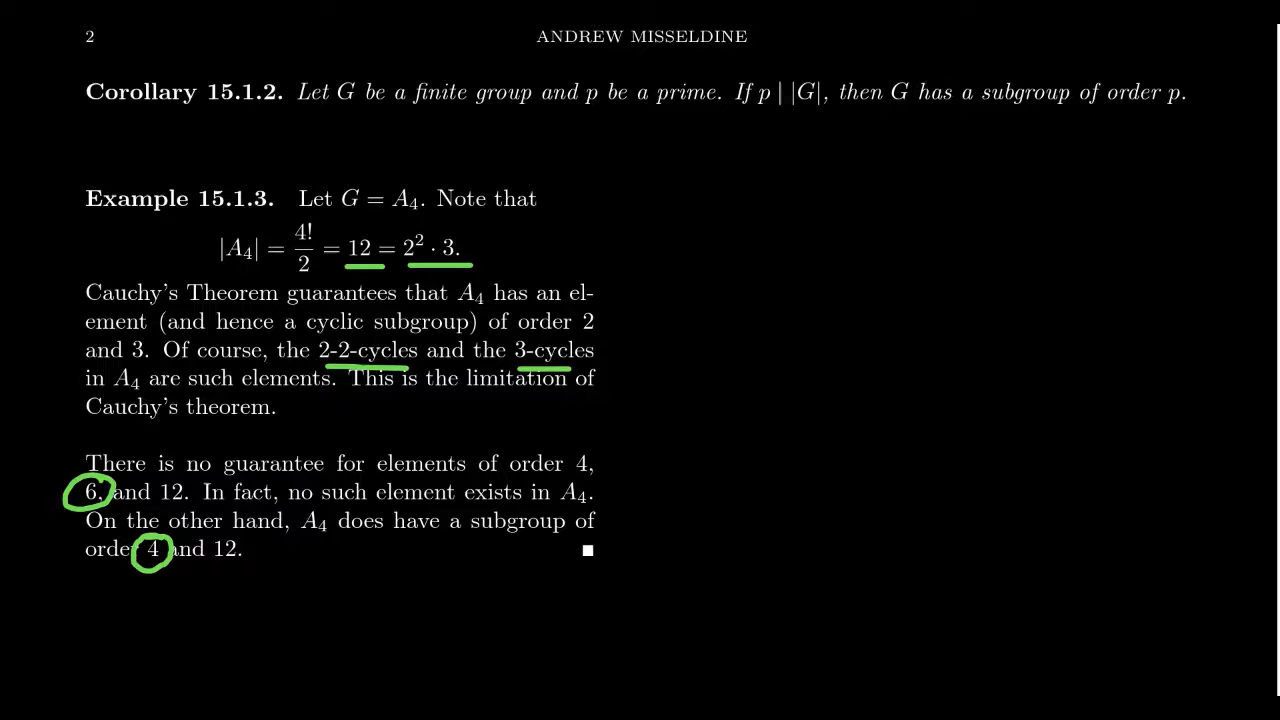 2
ANDREW MISSELDINE
Corollary 15.1.2. Let G be a finite group and p be a prime. If p | |G|, then G has a subgroup of order p.
Example 15.1.3. Let G = A₄. Note that
|A₄| = 4!/2 = 12 = 2² · 3.
Cauchy's Theorem guarantees that A₄ has an el-
ement (and hence a cyclic subgroup) of order 2
and 3. Of course, the 2-2-cycles and the 3-cycles
in A₄ are such elements. This is the limitation of
Cauchy's theorem.
There is no guarantee for elements of order 4,
6, and 12. In fact, no such element exists in A₄.
On the other hand, A₄ does have a subgroup of
order 4 and 12.